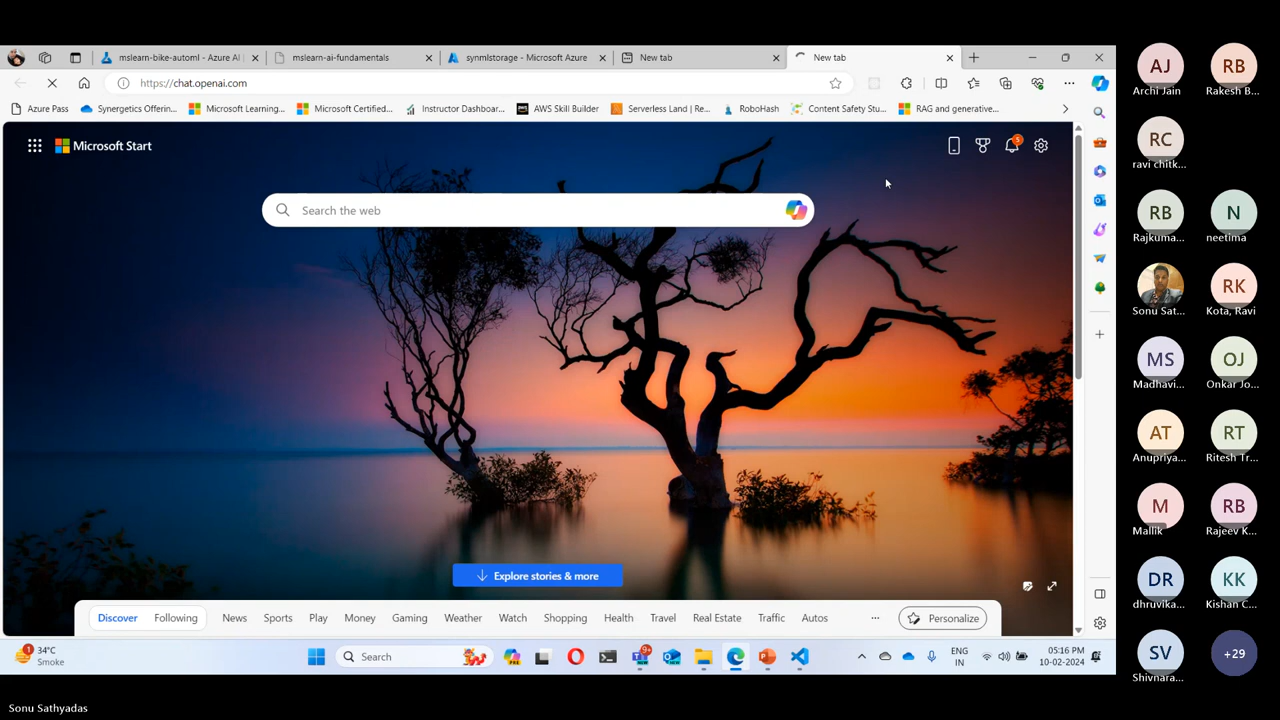 mslearn-bike-automl - Azure AI
mslearn-ai-fundamentals
synmlstorage - Microsoft Azure
New tab
New tab
https://chat.openai.com
Azure Pass
Synergetics Offerin...
Microsoft Learning...
Microsoft Certified...
Instructor Dashboar...
AWS Skill Builder
Serverless Land | Re...
RoboHash
Content Safety Stu...
RAG and generative...
Microsoft Start
5
Search the web
Explore stories & more
Discover
Following
News
Sports
Play
Money
Gaming
Weather
Watch
Shopping
Health
Travel
Real Estate
Traffic
Autos
...
Personalize
1
34°C
Smoke
Search
PRE
9+
ENG
IN
05:16 PM
10-02-2024
AJ
Archi Jain
RB
Rakesh B...
RC
ravi chitk...
RB
Rajkuma...
N
neetima
Sonu Sat...
RK
Kota, Ravi
MS
Madhavi...
OJ
Onkar Jo...
AT
Anupriya...
RT
Ritesh Tr...
M
Mallik
RB
Rajeev K...
DR
dhruvika...
KK
Kishan C...
SV
Shivnara...
+29
Sonu Sathyadas